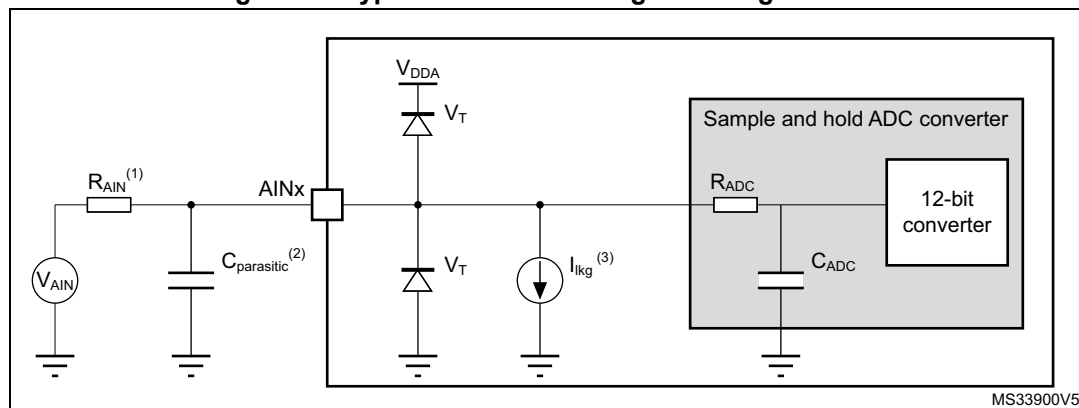 V_DDA
V_T
Sample and hold ADC converter
R_AIN^(1)
AINx
R_ADC
12-bit
converter
V_AIN
C_parasitic^(2)
V_T
I_lkg^(3)
C_ADC
MS33900V5